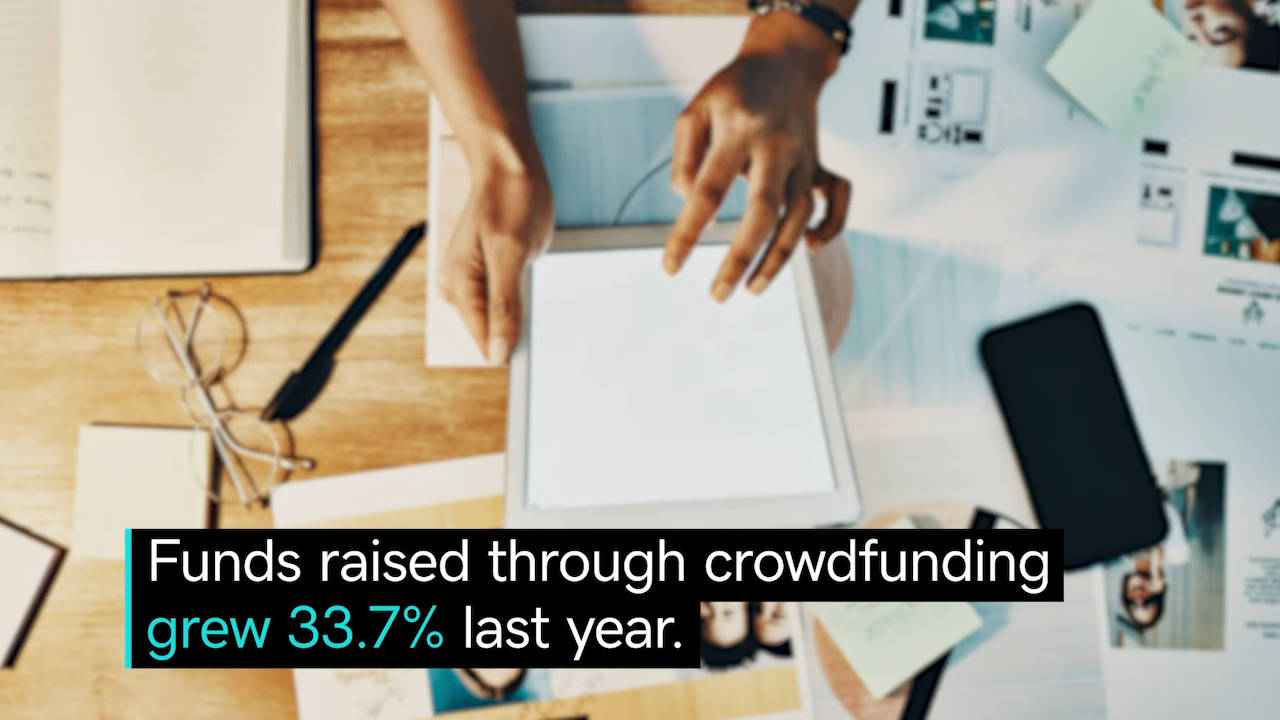 Funds raised through crowdfunding
grew 33.7% last year.